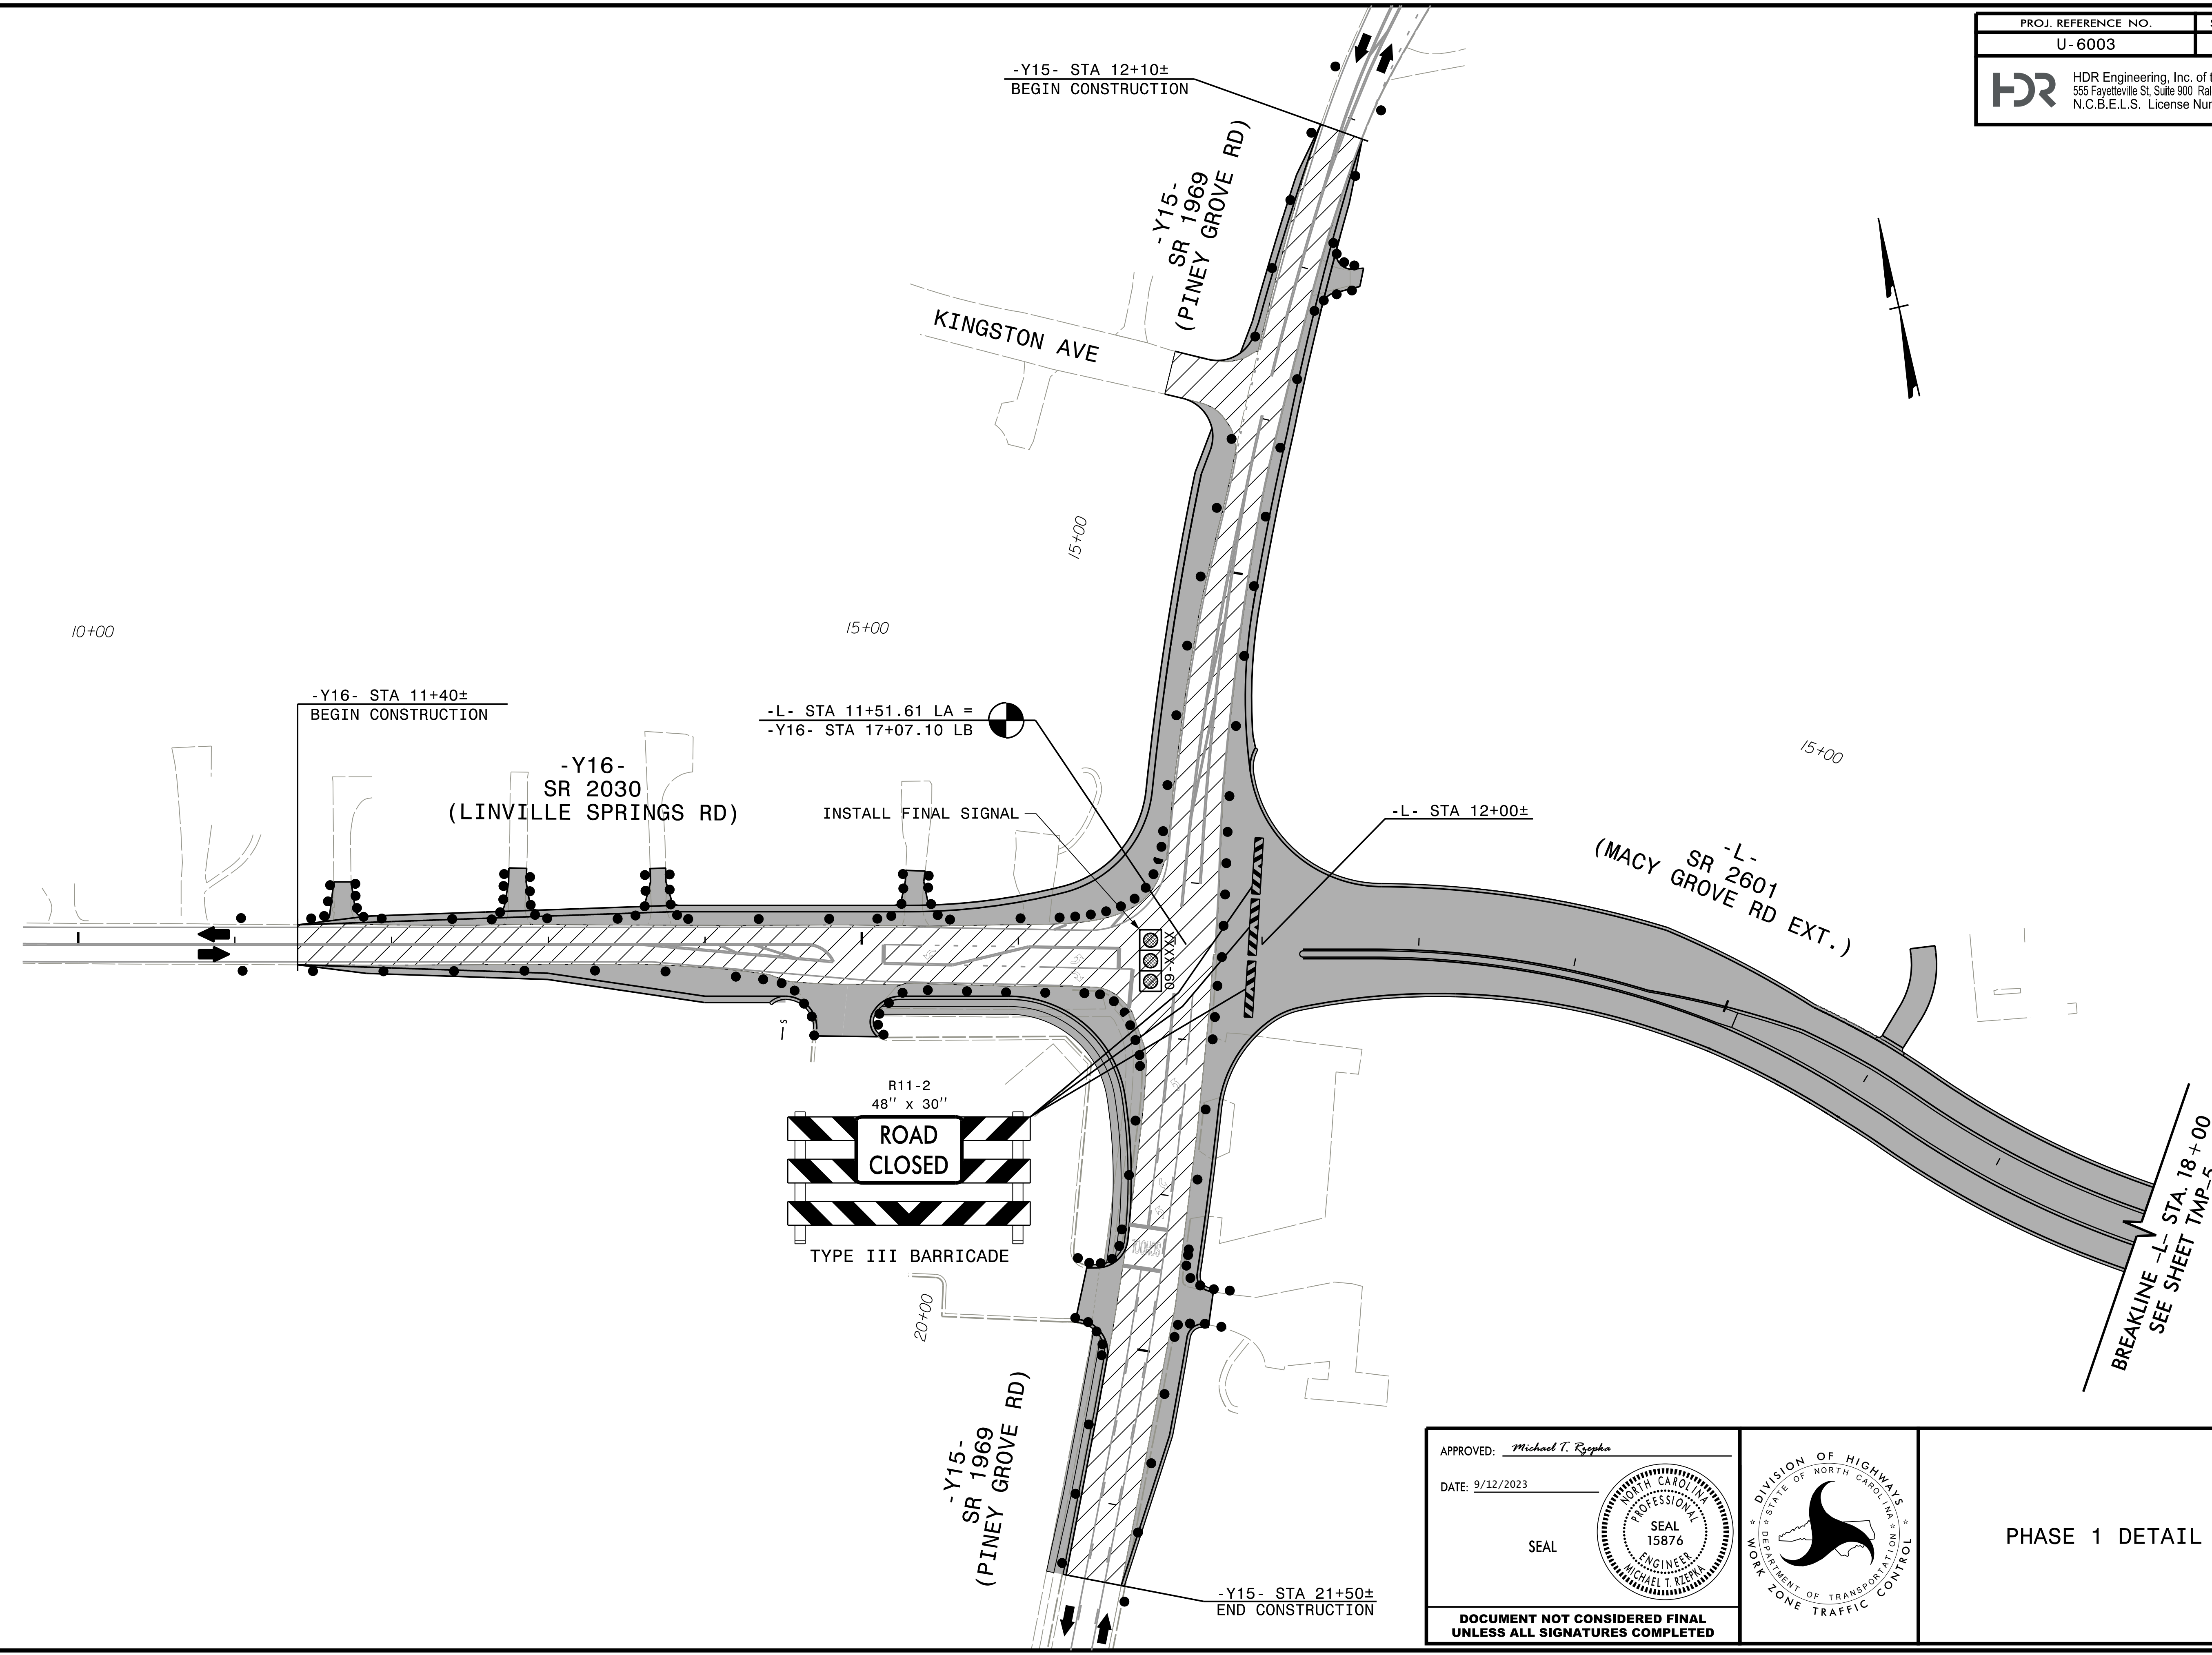 PROJ. REFERENCE NO.
U-6003
HDR
HDR Engineering, Inc. of
555 Fayetteville St, Suite 900
N.C.B.E.L.S. License
-Y15- STA 12+10±
BEGIN CONSTRUCTION
-Y15-
SR 1969
(PINEY GROVE RD)
KINGSTON AVE
15+00
10+00
15+00
-Y16- STA 11+40±
BEGIN CONSTRUCTION
-L- STA 11+51.61 LA =
-Y16- STA 17+07.10 LB
-Y16-
SR 2030
(LINVILLE SPRINGS RD)
INSTALL FINAL SIGNAL
-L- STA 12+00±
15+00
-L-
SR 2601
(MACY GROVE RD EXT.)
09-XXXX
R11-2
48" x 30"
ROAD
CLOSED
TYPE III BARRICADE
SCHOOL
20+00
BREAKLINE -L- STA. 18+00
SEE SHEET TMP-5
-Y15-
SR 1969
(PINEY GROVE RD)
-Y15- STA 21+50±
END CONSTRUCTION
APPROVED: Michael T. Rzepka
DATE: 9/12/2023
SEAL
NORTH CAROLINA
PROFESSIONAL
SEAL
15876
ENGINEER
MICHAEL T. RZEPKA
DOCUMENT NOT CONSIDERED FINAL
UNLESS ALL SIGNATURES COMPLETED
DIVISION OF HIGHWAYS
STATE OF NORTH CAROLINA
DEPARTMENT OF TRANSPORTATION
WORK ZONE TRAFFIC CONTROL
PHASE 1 DETAIL